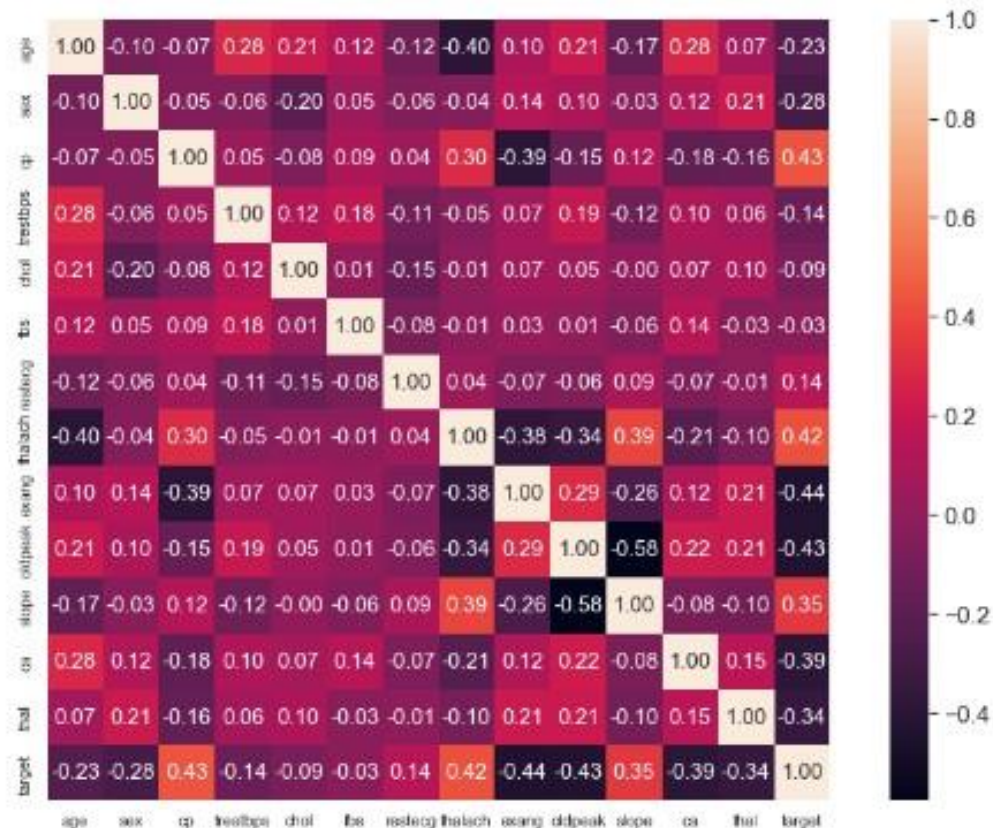 age 1.00 -0.10 -0.07 0.28 0.21 0.12 -0.12 -0.40 0.10 0.21 -0.17 0.28 0.07 -0.23
sex -0.10 1.00 -0.05 -0.06 -0.20 0.05 -0.06 -0.04 0.14 0.10 -0.03 0.12 0.21 -0.28
cp -0.07 -0.05 1.00 0.05 -0.08 0.09 0.04 0.30 -0.39 -0.15 0.12 -0.18 -0.16 0.43
trestbps 0.28 -0.06 0.05 1.00 0.12 0.18 -0.11 -0.05 0.07 0.19 -0.12 0.10 0.06 -0.14
chol 0.21 -0.20 -0.08 0.12 1.00 0.01 -0.15 -0.01 0.07 0.05 -0.00 0.07 0.10 -0.09
fbs 0.12 0.05 0.09 0.18 0.01 1.00 -0.08 -0.01 0.03 0.01 -0.06 0.14 -0.03 -0.03
restecg -0.12 -0.06 0.04 -0.11 -0.15 -0.08 1.00 0.04 -0.07 -0.06 0.09 -0.07 -0.01 0.14
thalach -0.40 -0.04 0.30 -0.05 -0.01 -0.01 0.04 1.00 -0.38 -0.34 0.39 -0.21 -0.10 0.42
exang 0.10 0.14 -0.39 0.07 0.07 0.03 -0.07 -0.38 1.00 0.29 -0.26 0.12 0.21 -0.44
oldpeak 0.21 0.10 -0.15 0.19 0.05 0.01 -0.06 -0.34 0.29 1.00 -0.58 0.22 0.21 -0.43
slope -0.17 -0.03 0.12 -0.12 -0.00 -0.06 0.09 0.39 -0.26 -0.58 1.00 -0.08 -0.10 0.35
ca 0.28 0.12 -0.18 0.10 0.07 0.14 -0.07 -0.21 0.12 0.22 -0.08 1.00 0.15 -0.39
thal 0.07 0.21 -0.16 0.06 0.10 -0.03 -0.01 -0.10 0.21 0.21 -0.10 0.15 1.00 -0.34
target -0.23 -0.28 0.43 -0.14 -0.09 -0.03 0.14 0.42 -0.44 -0.43 0.35 -0.39 -0.34 1.00
age sex cp trestbps chol fbs restecg thalach exang oldpeak slope ca thal target
1.0
0.8
0.6
0.4
0.2
0.0
-0.2
-0.4